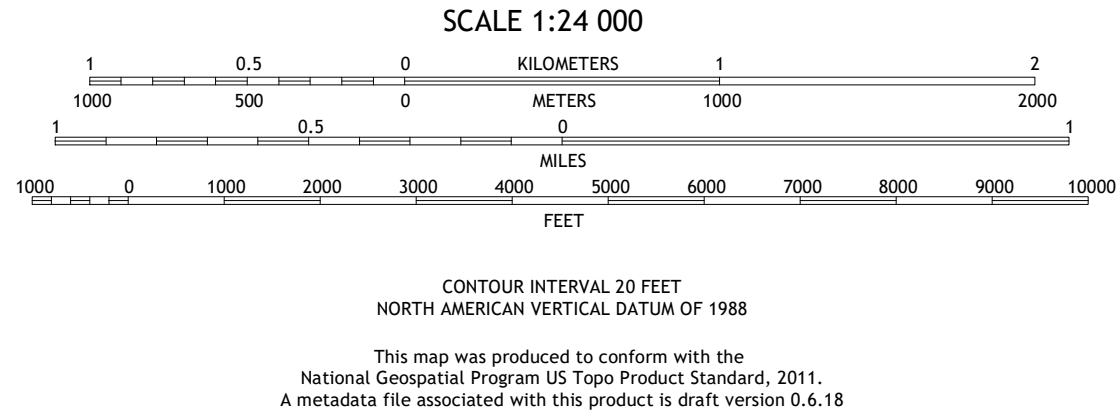 SCALE 1:24 000
1 0.5 0 KILOMETERS 1 2
1000 500 0 METERS 1000 2000
1 0.5 0 1
MILES
1000 0 1000 2000 3000 4000 5000 6000 7000 8000 9000 10000
FEET
CONTOUR INTERVAL 20 FEET
NORTH AMERICAN VERTICAL DATUM OF 1988
This map was produced to conform with the
National Geospatial Program US Topo Product Standard, 2011.
A metadata file associated with this product is draft version 0.6.18